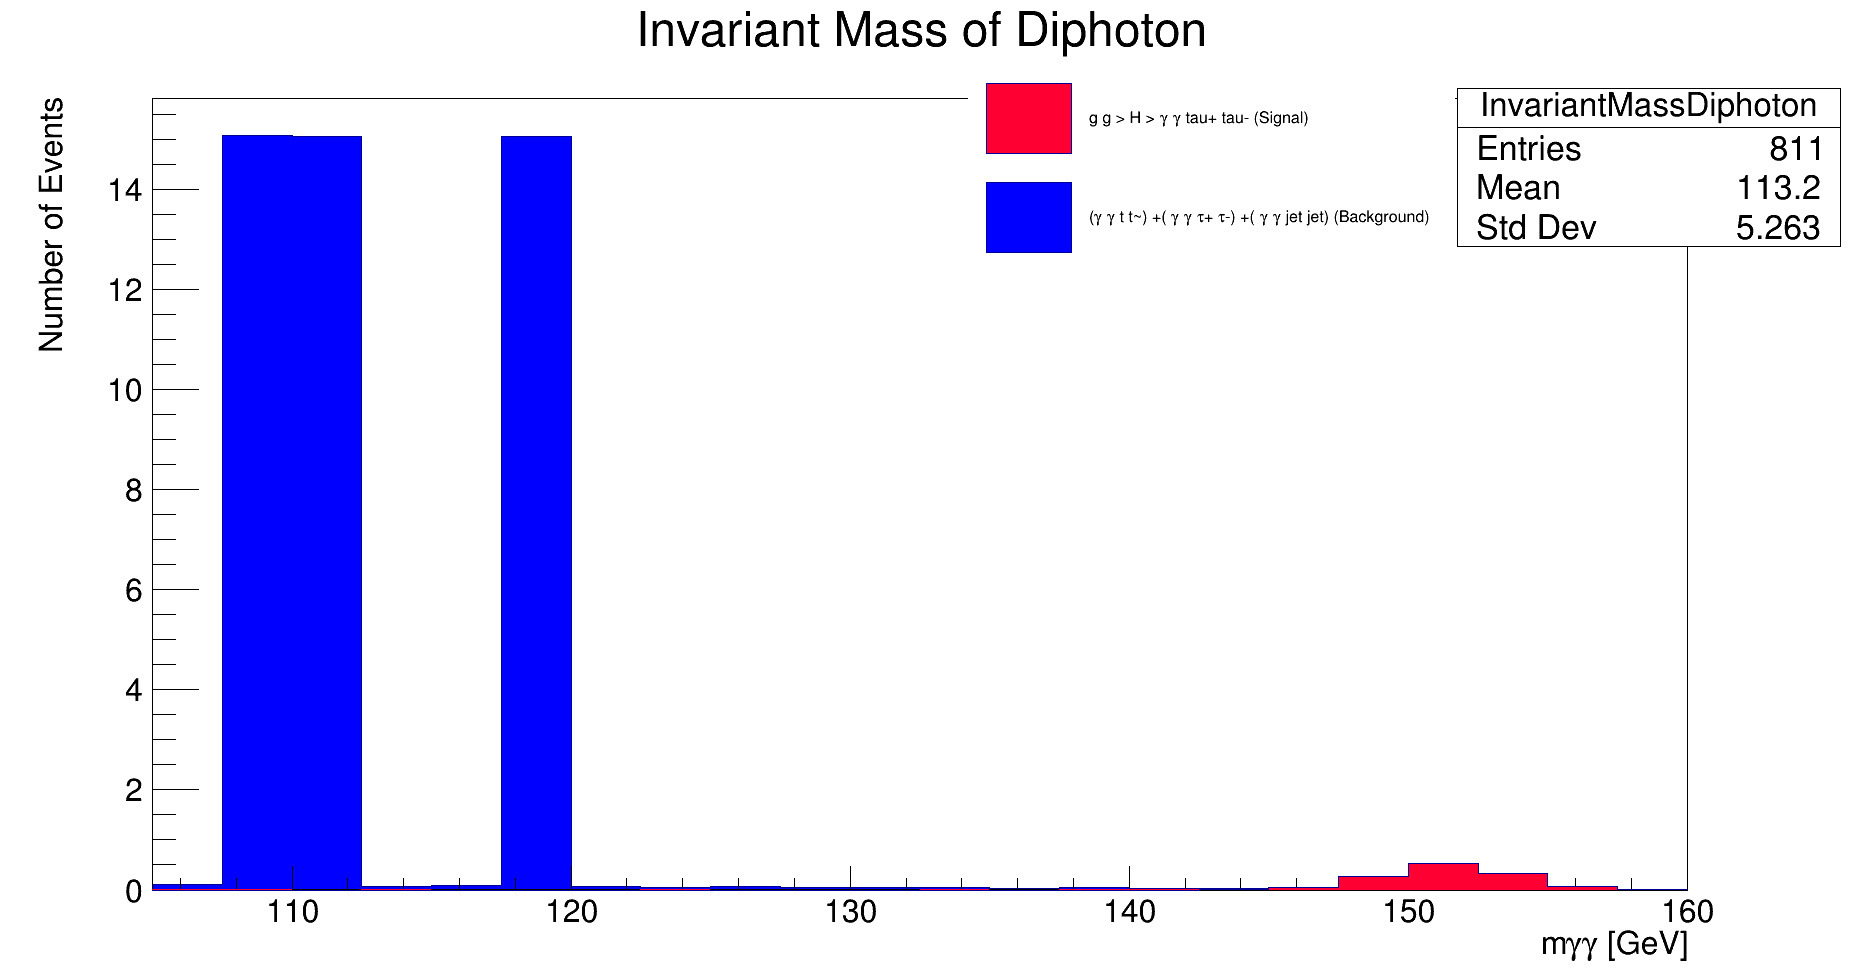 Invariant Mass of Diphoton
g g > H > γ γ tau+ tau- (Signal)
(γ γ t t~) +( γ γ τ+ τ-) +( γ γ jet jet) (Background)
InvariantMassDiphoton
Entries 811
Mean 113.2
Std Dev 5.263
Number of Events
14
12
10
8
6
4
2
0
110 120 130 140 150 160
mγγ [GeV]